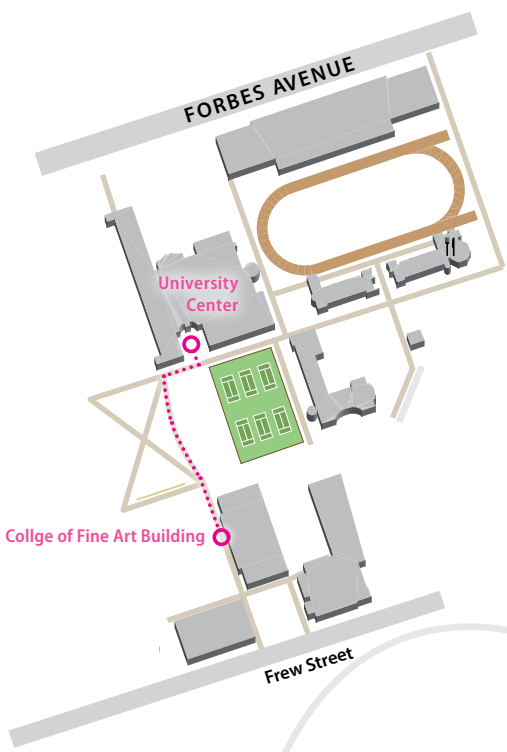 FORBES AVENUE
University
Center
Collge of Fine Art Building
Frew Street